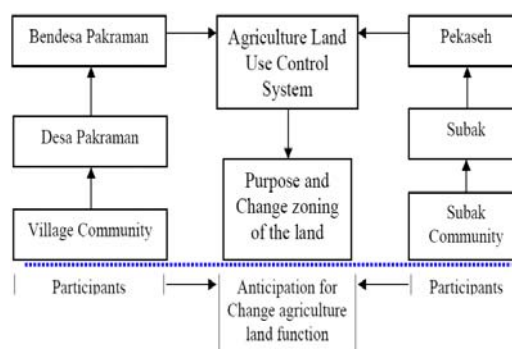 Bendesa Pakraman
Agriculture Land
Use Control
System
Pekaseh
Desa Pakraman
Subak
Purpose and
Change zoning
of the land
Village Community
Subak
Community
Participants
Anticipation for
Change agriculture
land function
Participants